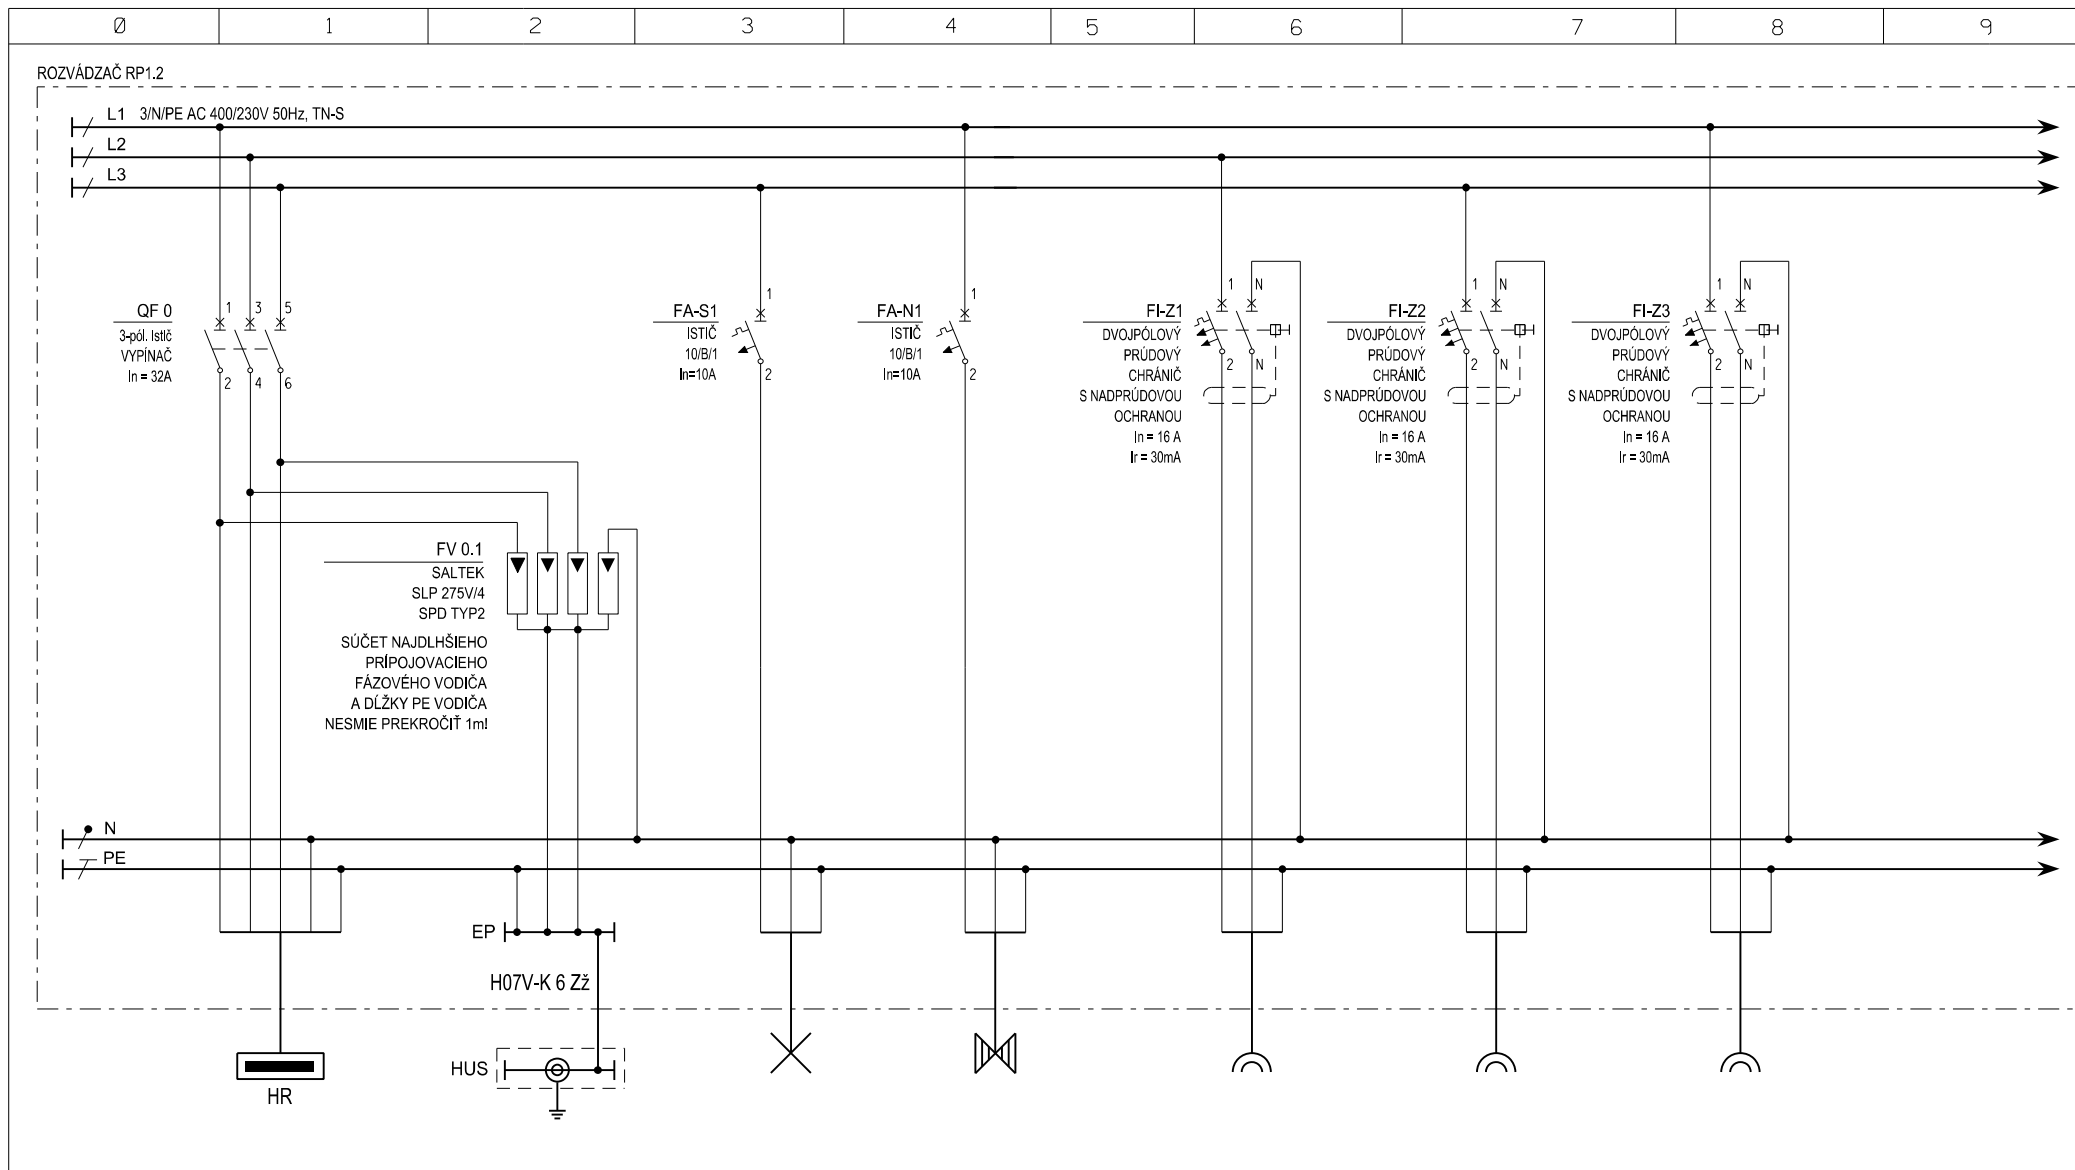 0 1 2 3 4 5 6 7 8 9
ROZVÁDZAČ RP1.2
L1 3/N/PE AC 400/230V 50Hz, TN-S
L2
L3
QF 0
3-pól. Istič
VYPÍNAČ
In = 32A
1 3 5
2 4 6
FV 0.1
SALTEK
SLP 275V/4
SPD TYP2
SÚČET NAJDLHŠIEHO
PRÍPOJOVACIEHO
FÁZOVÉHO VODIČA
A DĹŽKY PE VODIČA
NESMIE PREKROČIŤ 1m!
FA-S1
ISTIČ
10/B/1
In=10A
1
2
FA-N1
ISTIČ
10/B/1
In=10A
1
2
FI-Z1
DVOJPÓLOVÝ
PRÚDOVÝ
CHRÁNIČ
S NADPRÚDOVOU
OCHRANOU
In = 16 A
Ir = 30mA
1 N
2 N
FI-Z2
DVOJPÓLOVÝ
PRÚDOVÝ
CHRÁNIČ
S NADPRÚDOVOU
OCHRANOU
In = 16 A
Ir = 30mA
1 N
2 N
FI-Z3
DVOJPÓLOVÝ
PRÚDOVÝ
CHRÁNIČ
S NADPRÚDOVOU
OCHRANOU
In = 16 A
Ir = 30mA
1 N
2 N
N
PE
EP
H07V-K 6 Zž
HUS
HR